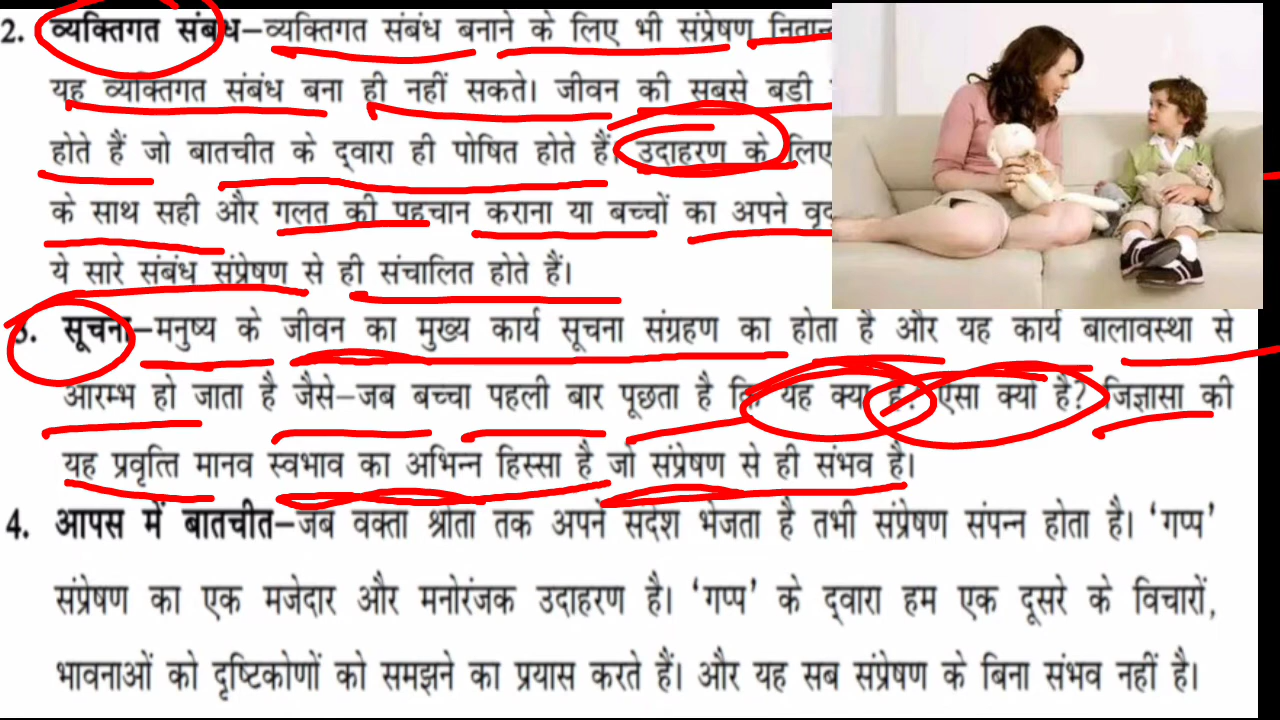 2. व्यक्तिगत संबंध–व्यक्तिगत संबंध बनाने के लिए भी संप्रेषण
यह व्यक्तिगत संबंध बना ही नहीं सकते। जीवन की सबसे बडी
होते हैं जो बातचीत के द्वारा ही पोषित होते हैं। उदाहरण के लिए
के साथ सही और गलत की पहचान कराना या बच्चों का अपने
ये सारे संबंध संप्रेषण से ही संचालित होते हैं।
3. सूचना–मनुष्य के जीवन का मुख्य कार्य सूचना संग्रहण का होता है और यह कार्य बालावस्था से
आरम्भ हो जाता है जैसे–जब बच्चा पहली बार पूछता है कि यह क्या है? ऐसा क्यों है? जिज्ञासा की
यह प्रवृत्ति मानव स्वभाव का अभिन्न हिस्सा है जो संप्रेषण से ही संभव है।
4. आपस में बातचीत–जब वक्ता श्रोता तक अपने संदेश भेजता है तभी संप्रेषण संपन्न होता है। ‘गप्प’
संप्रेषण का एक मजेदार और मनोरंजक उदाहरण है। ‘गप्प’ के द्वारा हम एक दूसरे के विचारों,
भावनाओं को दृष्टिकोणों को समझने का प्रयास करते हैं। और यह सब संप्रेषण के बिना संभव नहीं है।